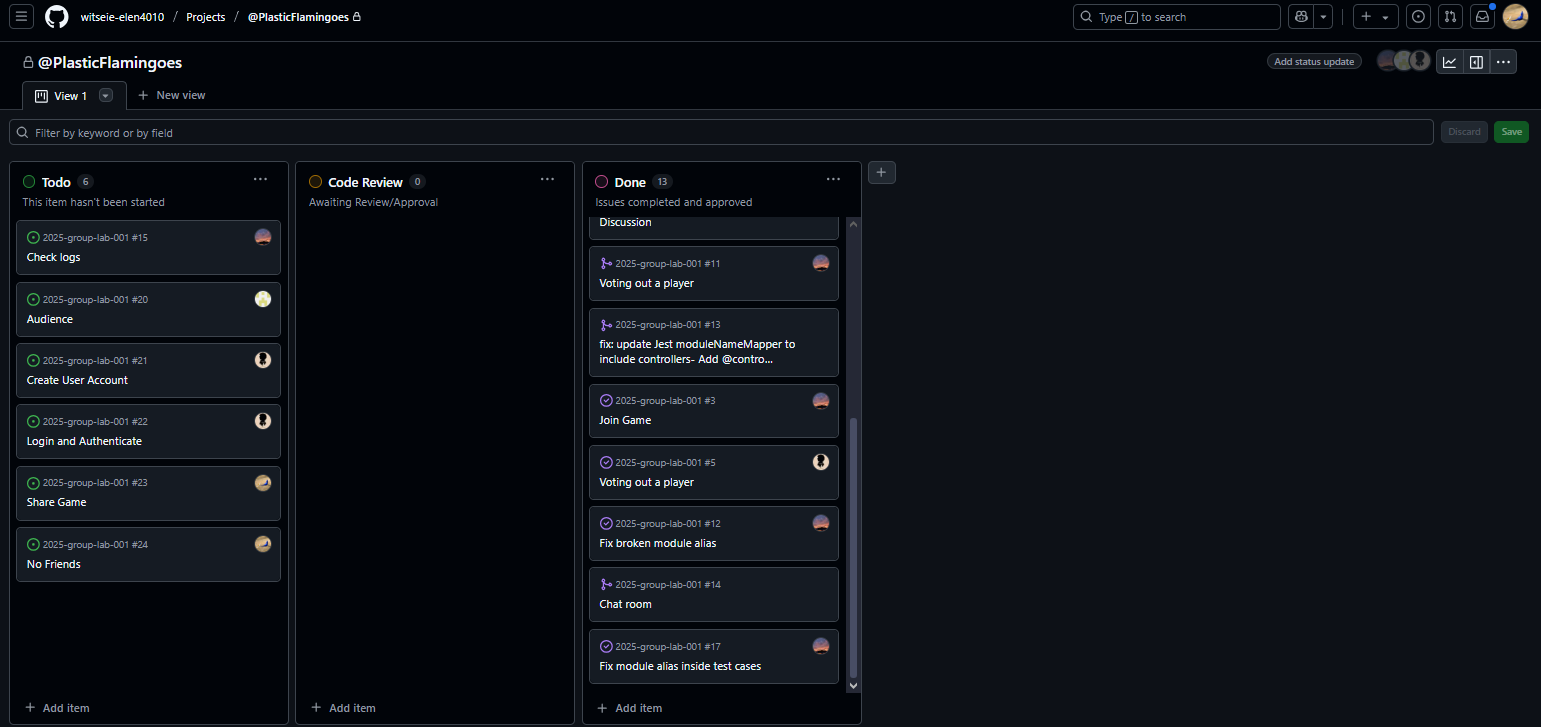 witseie-elen4010 / Projects / @PlasticFlamingoes
Type / to search
@PlasticFlamingoes
Add status update
View 1
New view
Filter by keyword or by field
Discard
Save
Todo 6
This item hasn't been started
2025-group-lab-001 #15
Check logs
2025-group-lab-001 #20
Audience
2025-group-lab-001 #21
Create User Account
2025-group-lab-001 #22
Login and Authenticate
2025-group-lab-001 #23
Share Game
2025-group-lab-001 #24
No Friends
Add item
Code Review 0
Awaiting Review/Approval
Add item
Done 13
Issues completed and approved
Discussion
2025-group-lab-001 #11
Voting out a player
2025-group-lab-001 #13
fix: update Jest moduleNameMapper to
include controllers- Add @contro...
2025-group-lab-001 #3
Join Game
2025-group-lab-001 #5
Voting out a player
2025-group-lab-001 #12
Fix broken module alias
2025-group-lab-001 #14
Chat room
2025-group-lab-001 #17
Fix module alias inside test cases
Add item